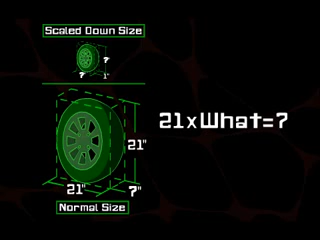 Scaled Down Size
?
?
1"
21xWhat=?
21"
21"
7"
Normal Size